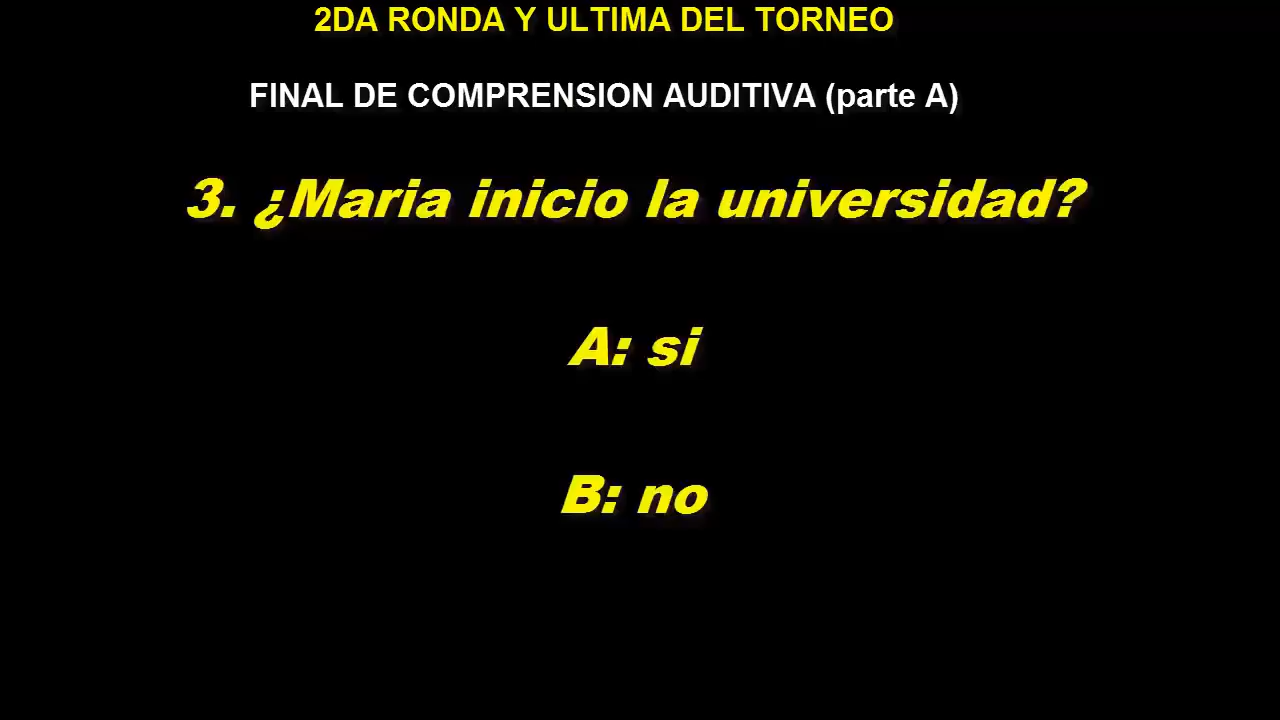 2DA RONDA Y ULTIMA DEL TORNEO
FINAL DE COMPRENSION AUDITIVA (parte A)
3. ¿Maria inicio la universidad?
A: si
B: no